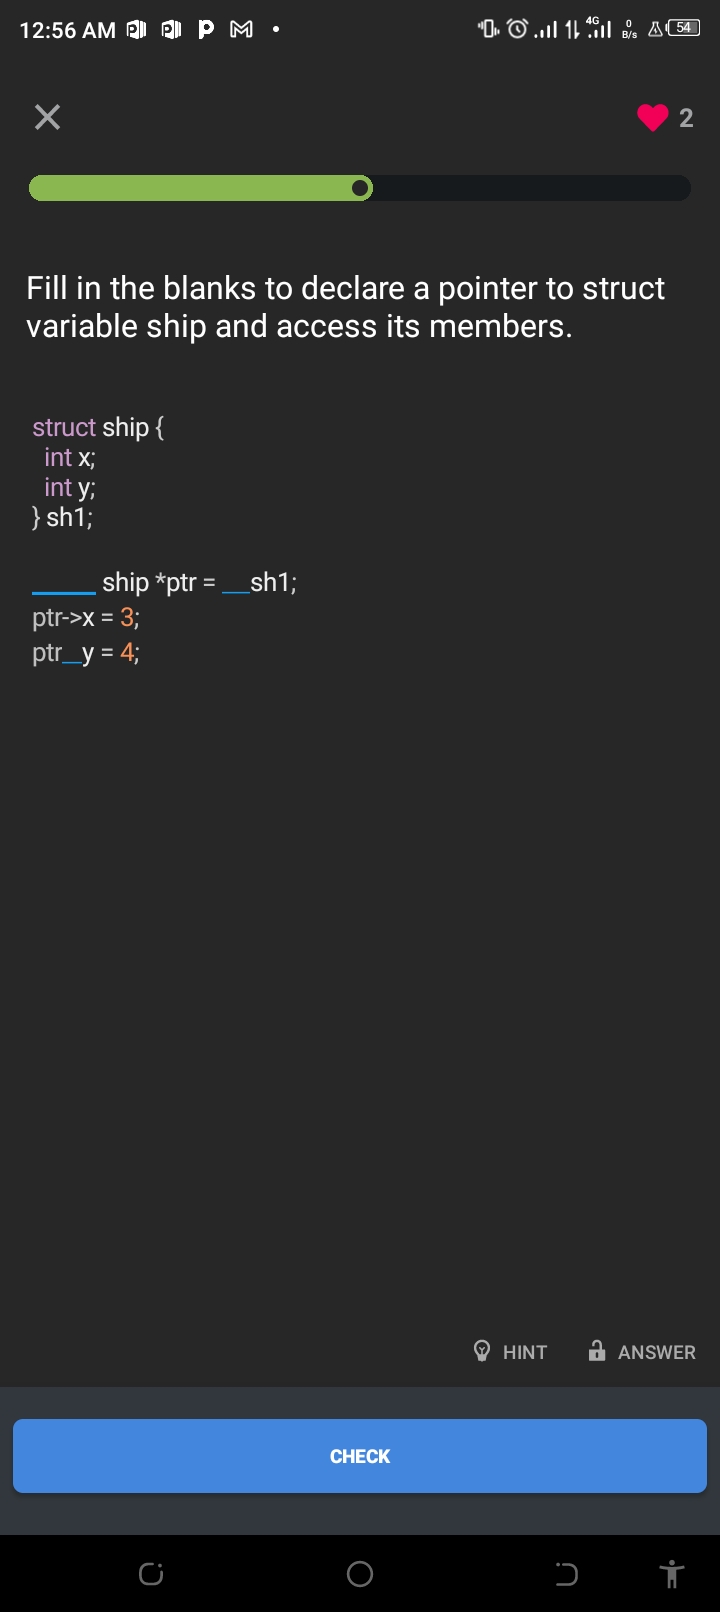 12:56 AM
4G
0
B/s
54
2
Fill in the blanks to declare a pointer to struct
variable ship and access its members.
struct ship {
int x;
int y;
} sh1;
_____ ship *ptr = __sh1;
ptr->x = 3;
ptr__y = 4;
HINT
ANSWER
CHECK